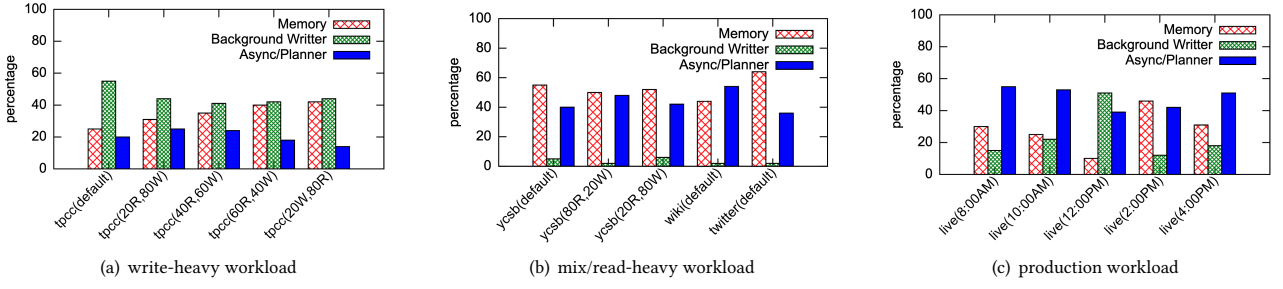 100
80
60
40
20
0
percentage
Memory
Background Writter
Async/Planner
tpcc(default)
tpcc(20R,80W)
tpcc(40R,60W)
tpcc(60R,40W)
tpcc(20W,80R)
(a) write-heavy workload
100
80
60
40
20
0
percentage
Memory
Background Writter
Async/Planner
ycsb(default)
ycsb(80R,20W)
ycsb(20R,80W)
wiki(default)
twitter(default)
(b) mix/read-heavy workload
100
80
60
40
20
0
percentage
Memory
Background Writter
Async/Planner
live(8:00AM)
live(10:00AM)
live(12:00PM)
live(2:00PM)
live(4:00PM)
(c) production workload